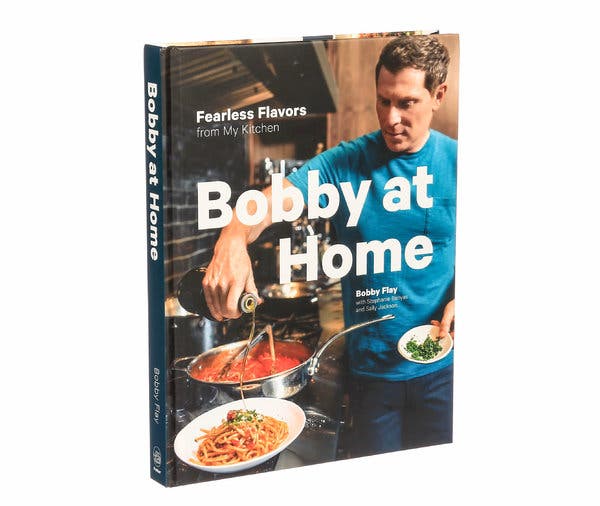 Bobby at Home
Bobby Flay
Fearless Flavors
from My Kitchen
Bobby at
Home
Bobby Flay
with Stephanie Banyas
and Sally Jackson